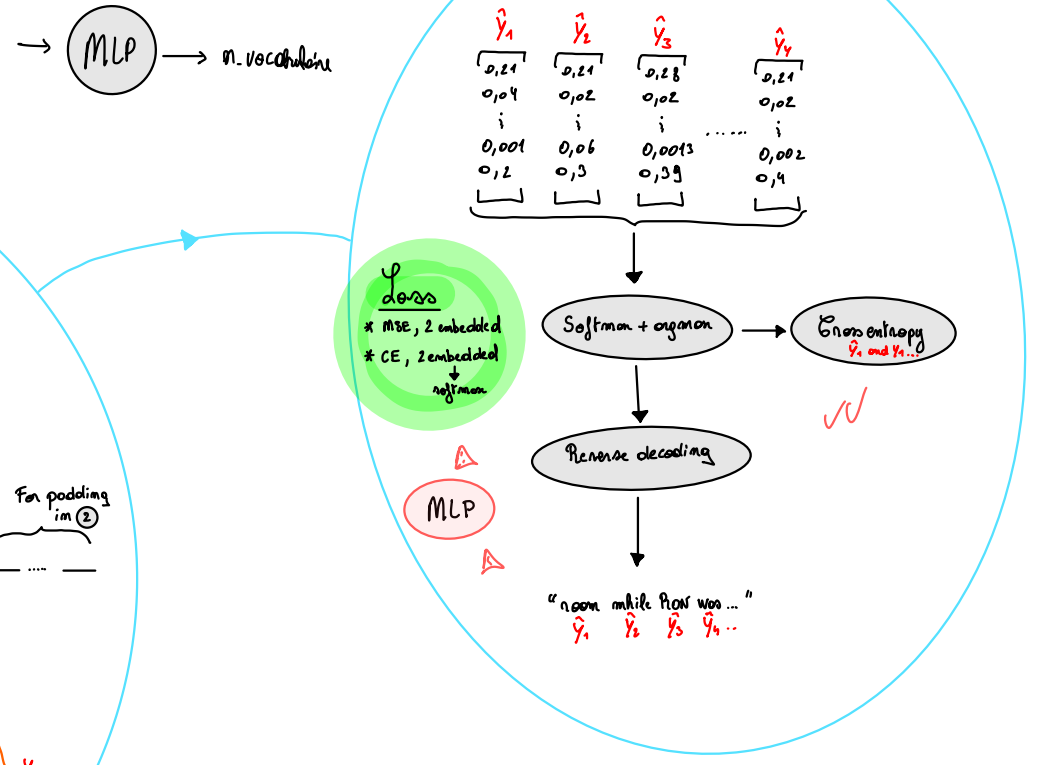 MLP
n_vocabulaire
Ŷ1 Ŷ2 Ŷ3 Ŷ4
0,21 0,21 0,28 0,21
0,04 0,02 0,02 0,02
0,001 0,06 0,0013 ...... 0,002
0,2 0,3 0,39 0,4
Loss
* MSE, 2 embedded
* CE, 2 embedded
softmax
Softmax + argmax
Crossentropy
Ŷ1 and Y1...
Reverse decoding
MLP
For padding
in 2
....
"room while RON was..."
Ŷ1 Ŷ2 Ŷ3 Ŷ4 ..